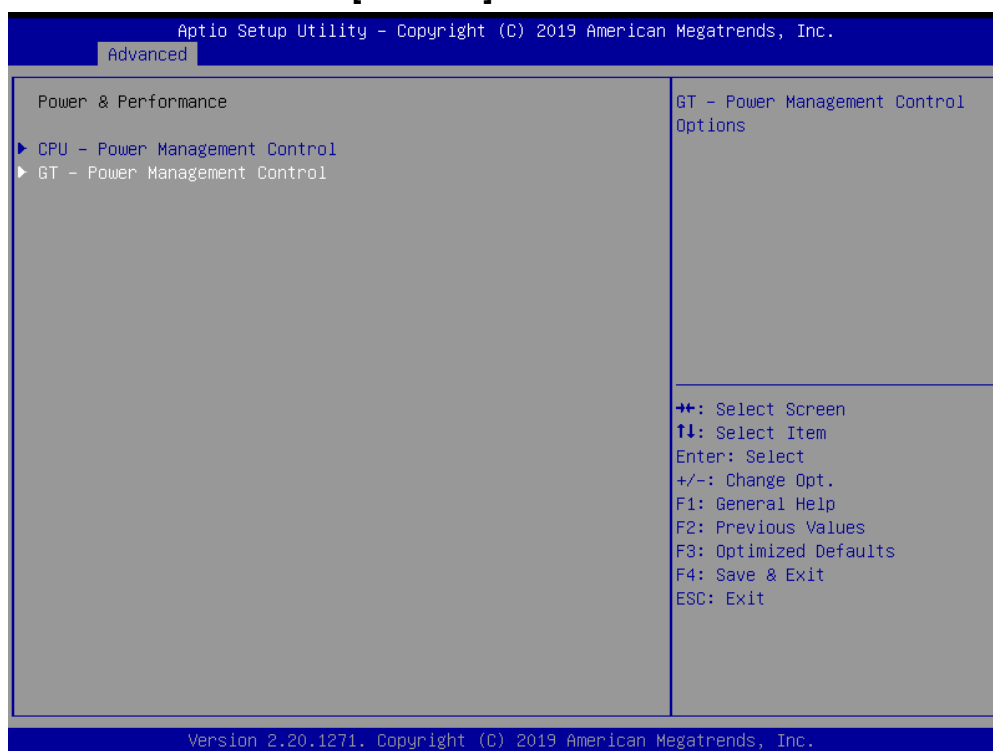 Aptio Setup Utility – Copyright (C) 2019 American Megatrends, Inc.
Advanced
Power & Performance
CPU – Power Management Control
GT – Power Management Control
GT – Power Management Control
Options
→←: Select Screen
↑↓: Select Item
Enter: Select
+/-: Change Opt.
F1: General Help
F2: Previous Values
F3: Optimized Defaults
F4: Save & Exit
ESC: Exit
Version 2.20.1271. Copyright (C) 2019 American Megatrends, Inc.